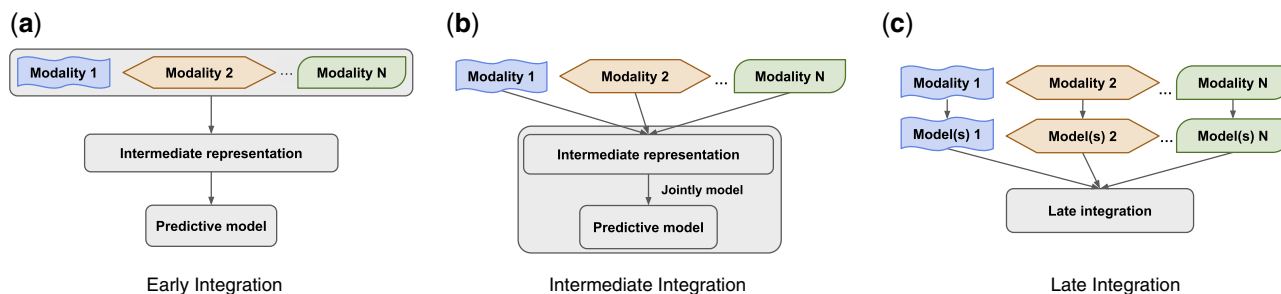 (a)
Modality 1
Modality 2
...
Modality N
Intermediate representation
Predictive model
Early Integration
(b)
Modality 1
Modality 2
...
Modality N
Intermediate representation
Jointly model
Predictive model
Intermediate Integration
(c)
Modality 1
Modality 2
...
Modality N
Model(s) 1
Model(s) 2
...
Model(s) N
Late integration
Late Integration